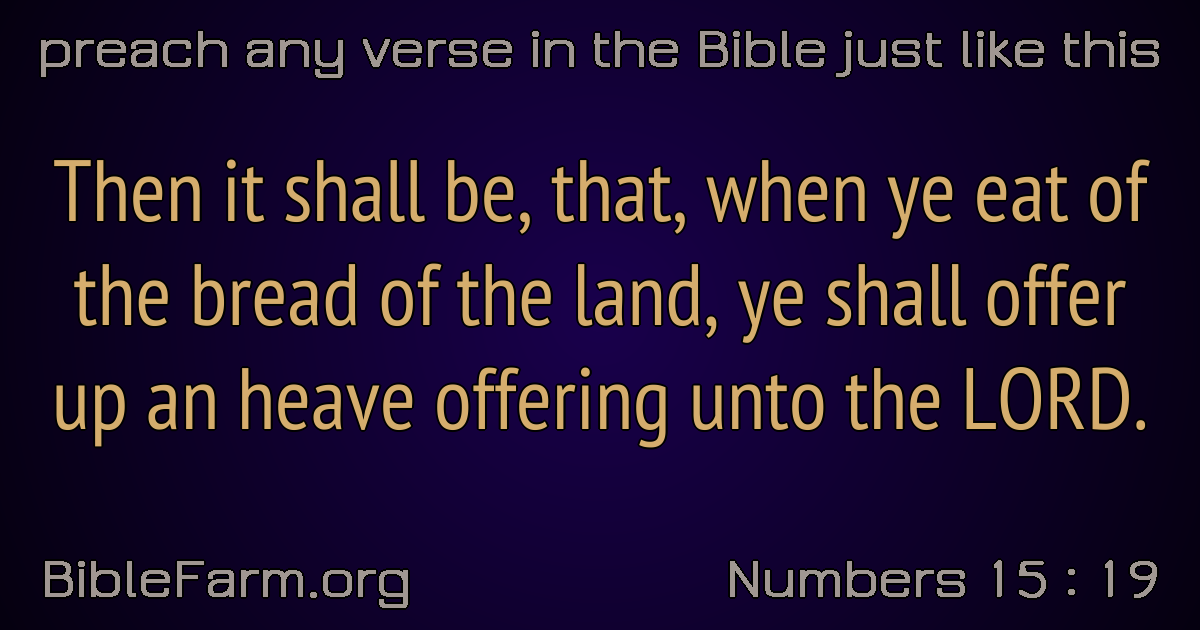 preach any verse in the Bible just like this
Then it shall be, that, when ye eat of
the bread of the land, ye shall offer
up an heave offering unto the LORD.
BibleFarm.org
Numbers 15 : 19